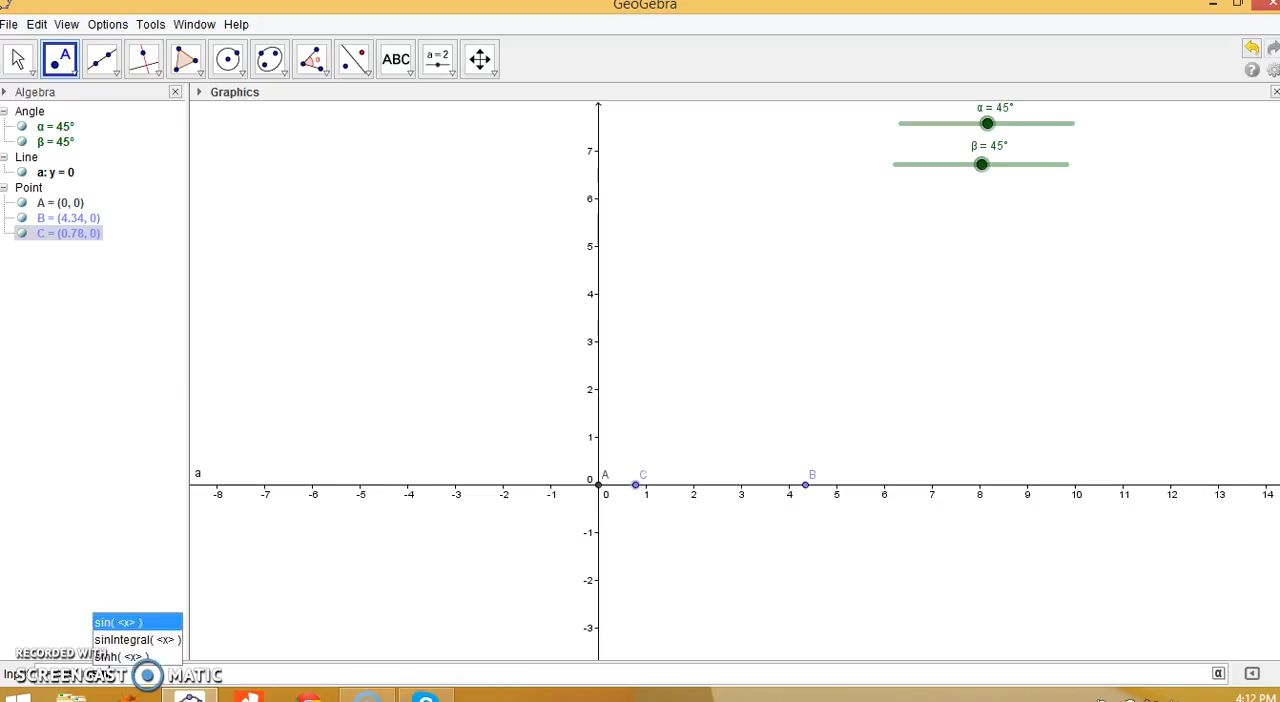 GeoGebra
File Edit View Options Tools Window Help
A ABC a=2
Algebra
Graphics
Angle
α = 45°
β = 45°
Line
a: y = 0
Point
A = (0, 0)
B = (4.34, 0)
C = (0.78, 0)
α = 45°
β = 45°
7
6
5
4
3
2
1
0
a A C B
-8 -7 -6 -5 -4 -3 -2 -1 0 1 2 3 4 5 6 7 8 9 10 11 12 13 14
-1
-2
-3
sin( <x> )
sinIntegral( <x> )
sinh( <x> )
RECORDED WITH
SCREENCAST MATIC
α
4:12 PM